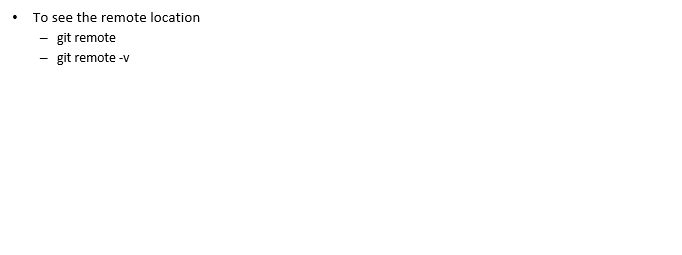 • To see the remote location
– git remote
– git remote -v